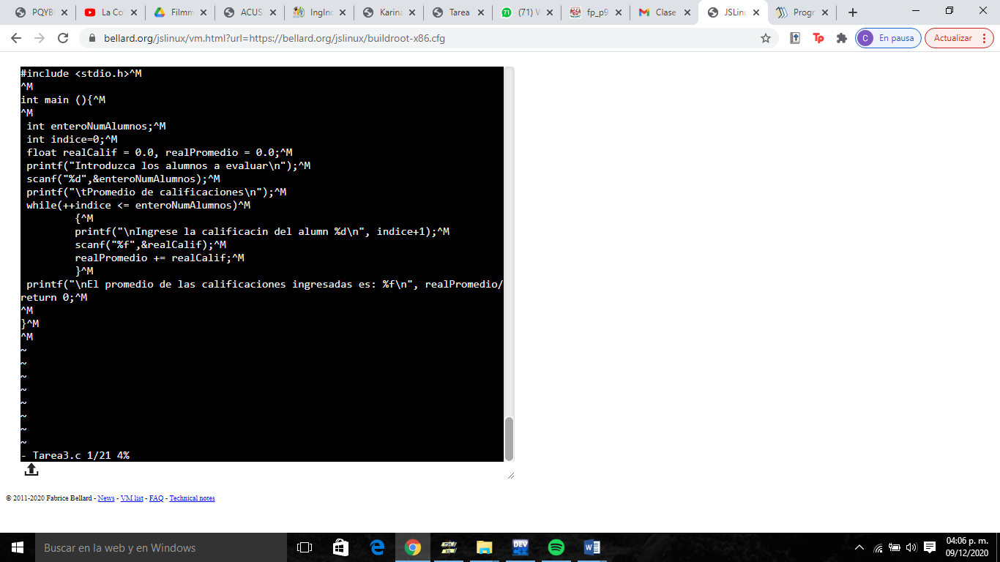 PQYB
La Co
Filmm
ACUS
IngInc
Karina
Tarea
71
(71) W
fp_p9
Clase
JSLinu
Progr
bellard.org/jslinux/vm.html?url=https://bellard.org/jslinux/buildroot-x86.cfg
Tp
C
En pausa
Actualizar
#include <stdio.h>^M
^M
int main (){^M
^M
int enteroNumAlumnos;^M
int indice=0;^M
float realCalif = 0.0, realPromedio = 0.0;^M
printf("Introduzca los alumnos a evaluar\n");^M
scanf("%d",&enteroNumAlumnos);^M
printf("\tPromedio de calificaciones\n");^M
while(++indice <= enteroNumAlumnos)^M
{^M
printf("\nIngrese la calificacin del alumn %d\n", indice+1);^M
scanf("%f",&realCalif);^M
realPromedio += realCalif;^M
}^M
printf("\nEl promedio de las calificaciones ingresadas es: %f\n", realPromedio/
return 0;^M
^M
}^M
^M
~
~
~
~
~
~
~
~
- Tarea3.c 1/21 4%
© 2011-2020 Fabrice Bellard - News - VM list - FAQ - Technical notes
Buscar en la web y en Windows
DEV
C++
04:06 p. m.
09/12/2020